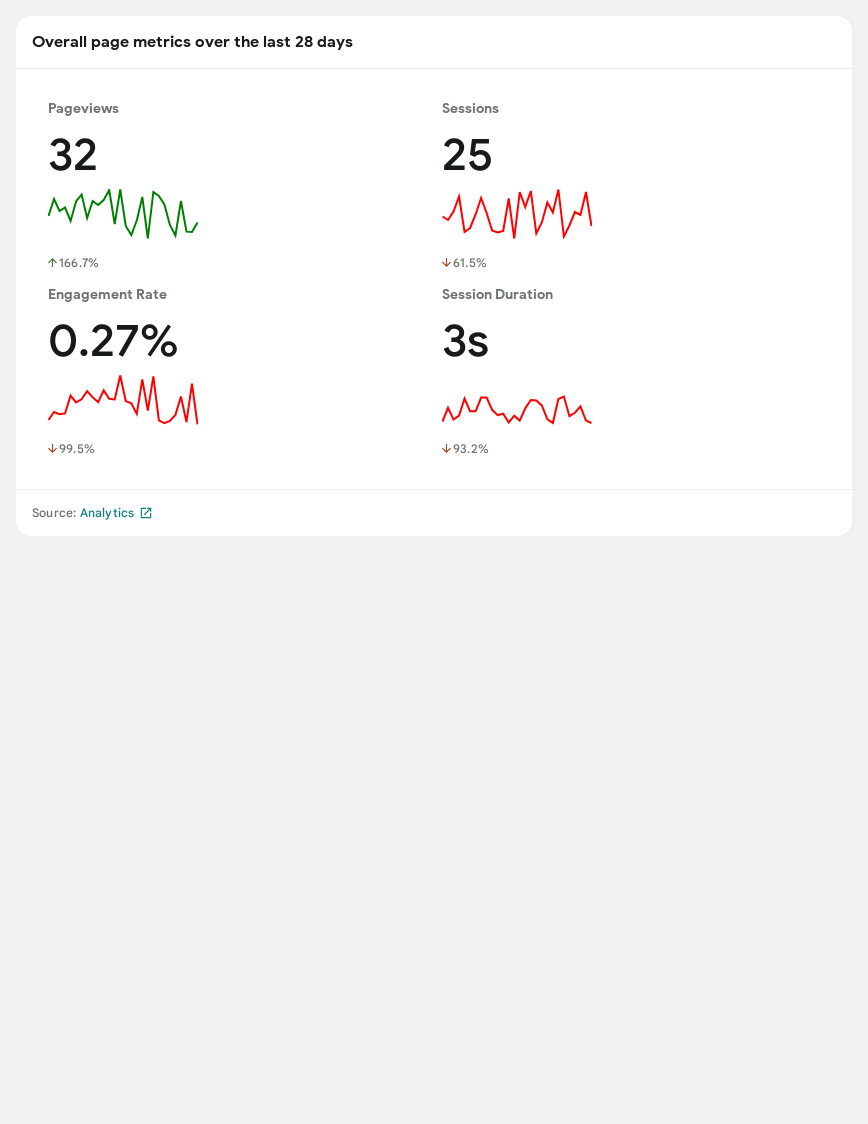 Overall page metrics over the last 28 days
Pageviews
32
166.7%
Sessions
25
61.5%
Engagement Rate
0.27%
99.5%
Session Duration
3s
93.2%
Source: Analytics